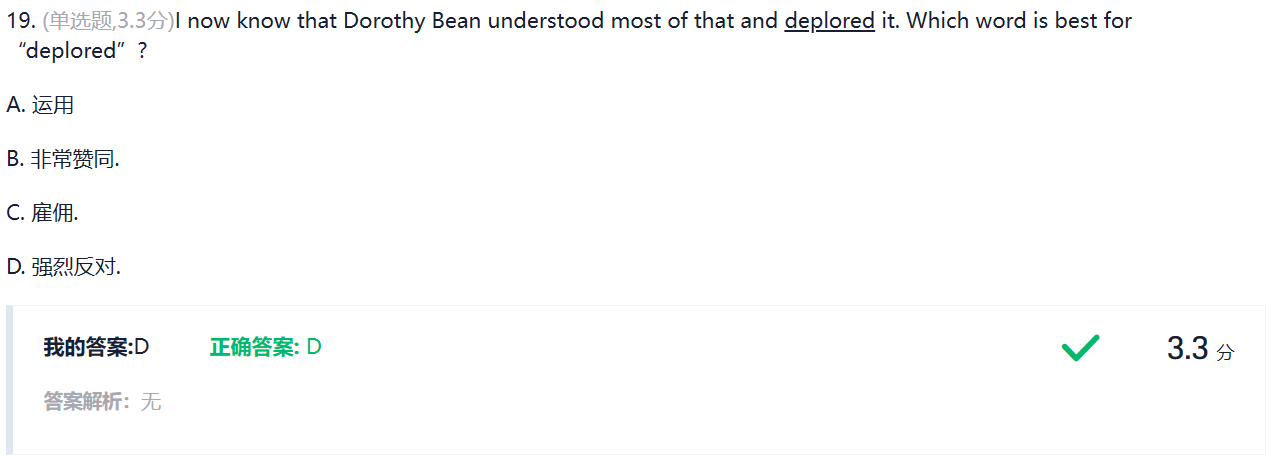 19. (单选题,3.3分)I now know that Dorothy Bean understood most of that and deplored it. Which word is best for
“deplored”?
A. 运用
B. 非常赞同.
C. 雇佣.
D. 强烈反对.
我的答案:D 正确答案: D 3.3 分
答案解析：无